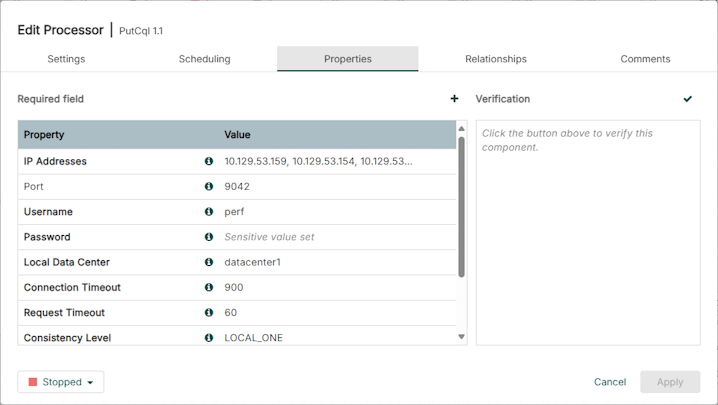 Edit Processor | PutCql 1.1
Settings Scheduling Properties Relationships Comments
Required field Verification
Property Value
Click the button above to verify this
component.
IP Addresses 10.129.53.159, 10.129.53.154, 10.129.53...
Port 9042
Username perf
Password Sensitive value set
Local Data Center datacenter1
Connection Timeout 900
Request Timeout 60
Consistency Level LOCAL_ONE
Stopped Cancel Apply